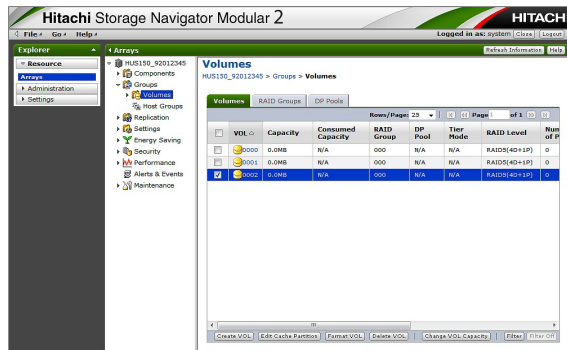 Hitachi Storage Navigator Modular 2
HITACH
File Go Help
Logged in as: system Close Logout
Explorer
Arrays
Refresh Information Help
Resource
Arrays
Administration
Settings
HUS150_92012345
Components
Groups
Volumes
Host Groups
Replication
Settings
Energy Saving
Security
Performance
Alerts & Events
Maintenance
Volumes
HUS150_92012345 > Groups > Volumes
Volumes RAID Groups DP Pools
Rows/Page: 25 Page 1 of 1
VOL Capacity Consumed Capacity RAID Group DP Pool Tier Mode RAID Level Num of P
0000 0.0MB N/A 000 N/A N/A RAID5(4D+1P) 0
0001 0.0MB N/A 000 N/A N/A RAID5(4D+1P) 0
0002 0.0MB N/A 000 N/A N/A RAID5(4D+1P) 0
Create VOL Edit Cache Partition Format VOL Delete VOL Change VOL Capacity Filter Filter Off